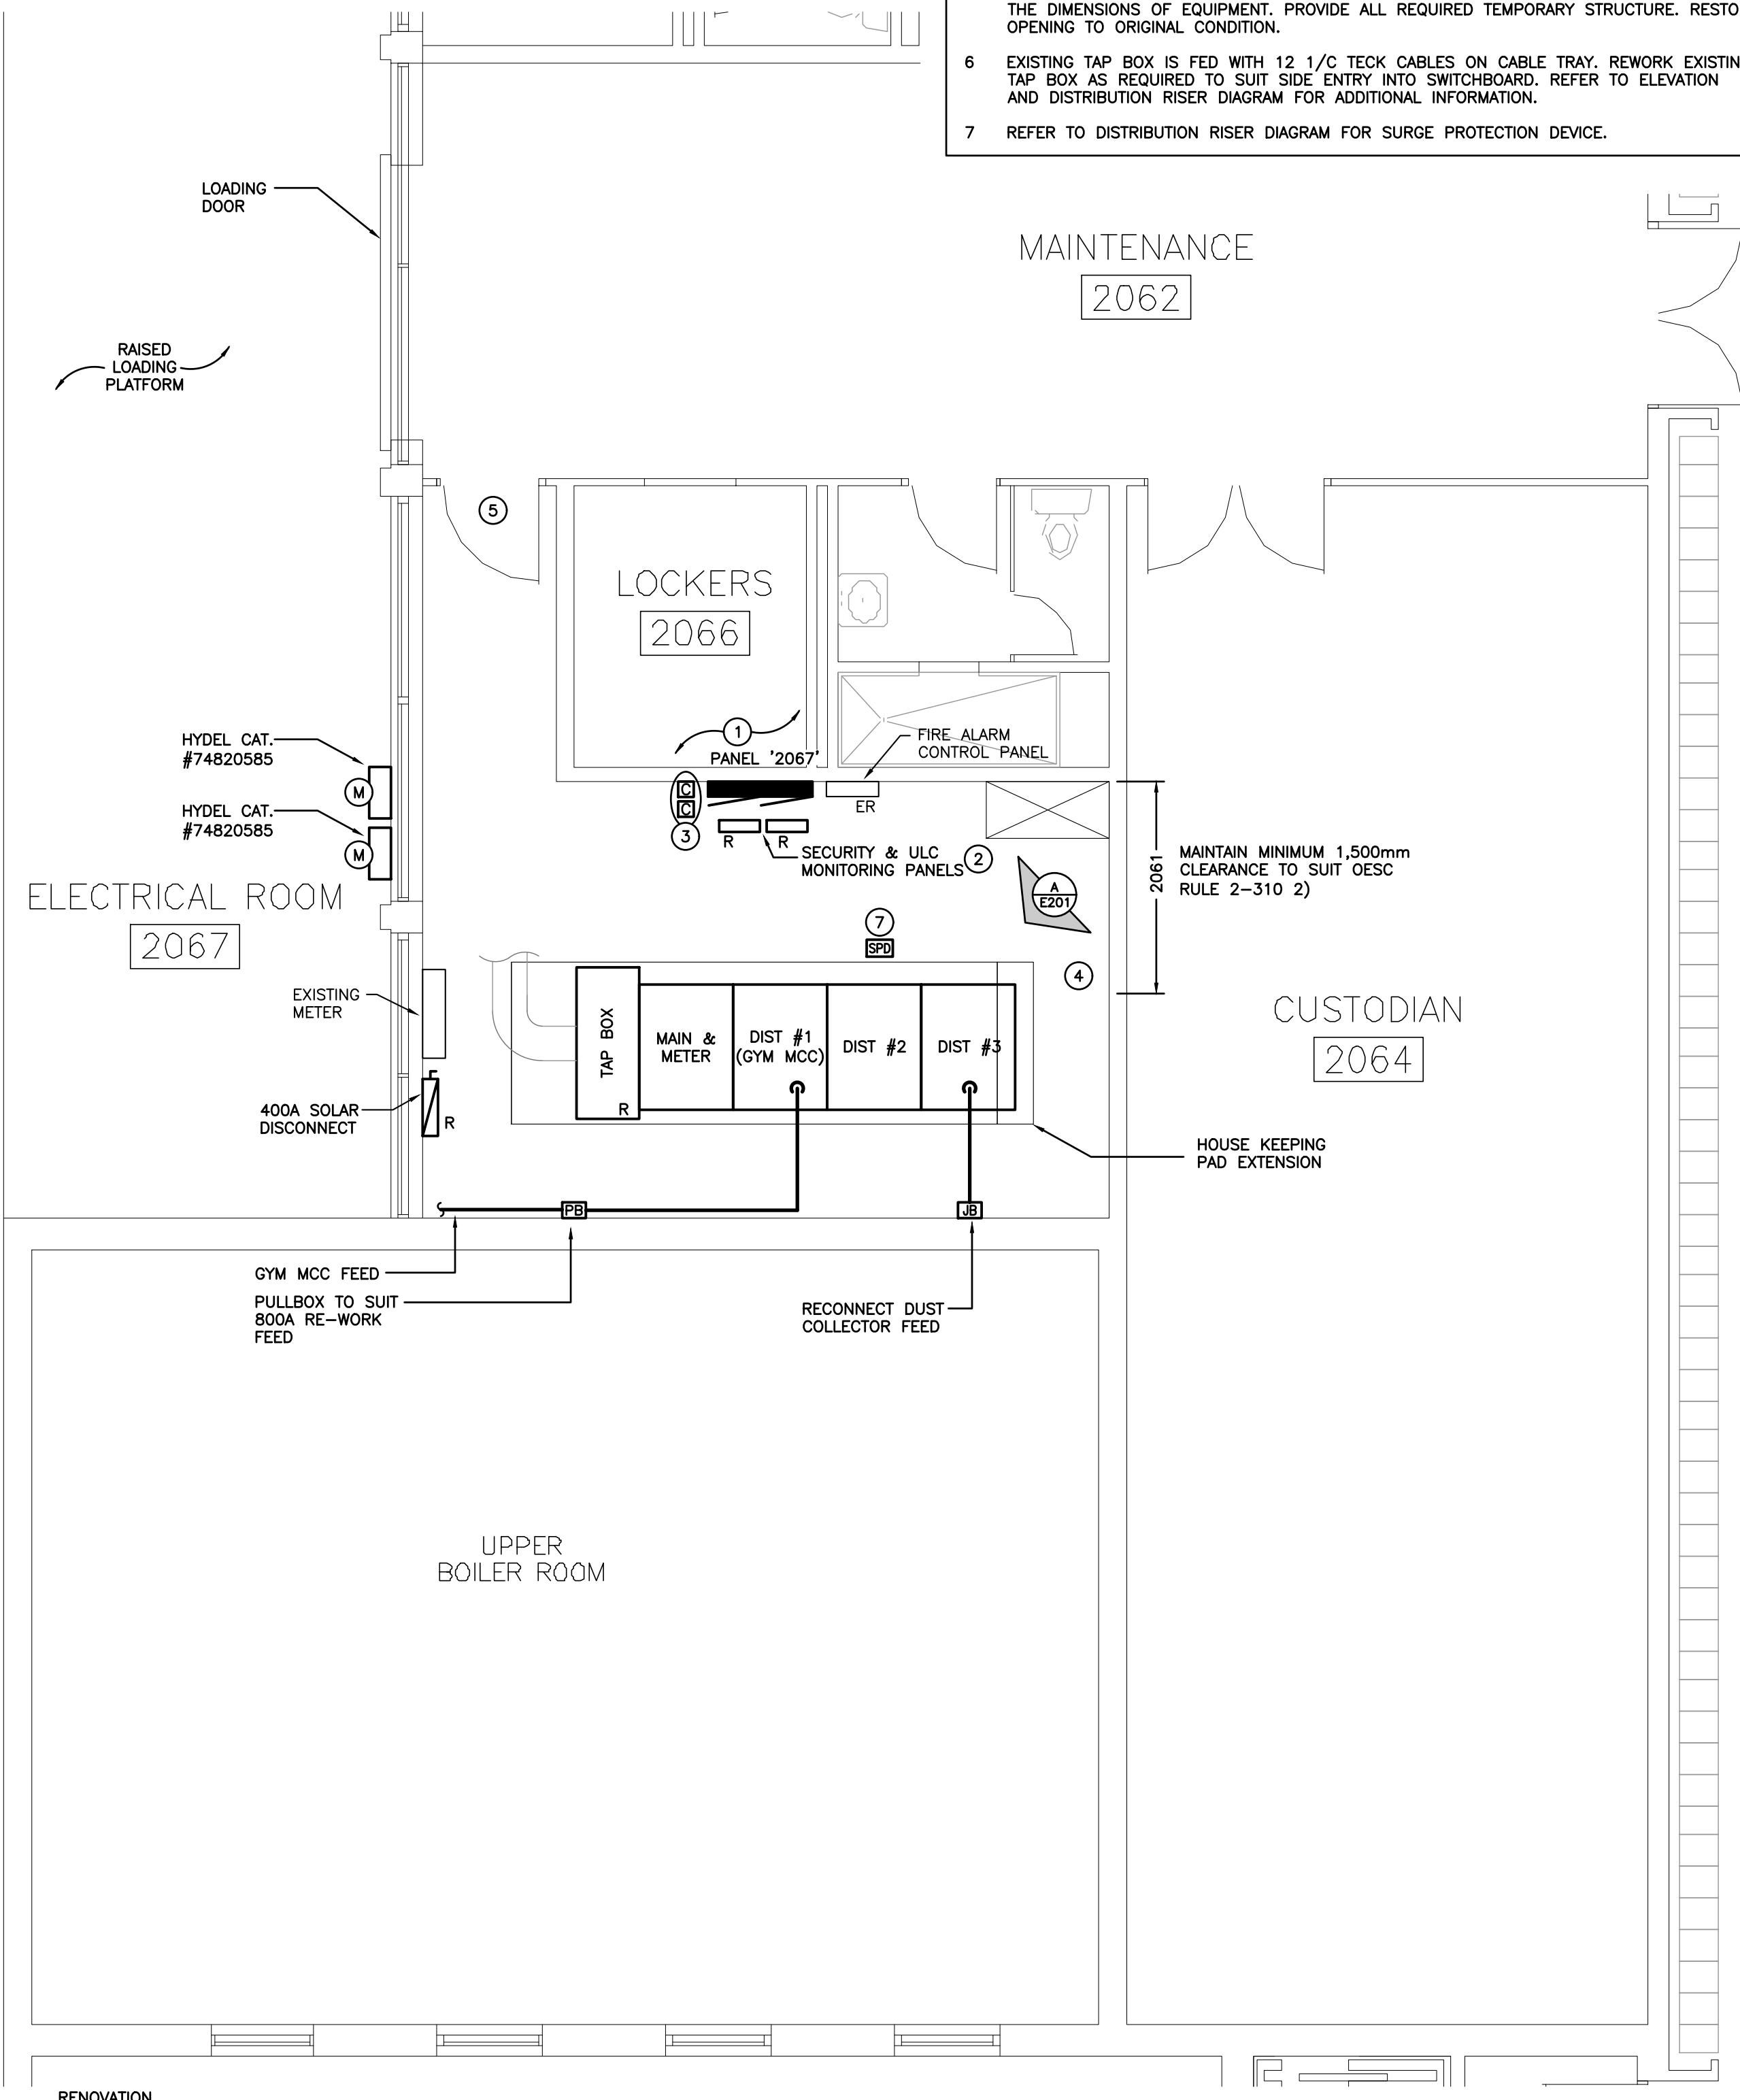 THE DIMENSIONS OF EQUIPMENT. PROVIDE ALL REQUIRED TEMPORARY STRUCTURE. RESTO
OPENING TO ORIGINAL CONDITION.
6 EXISTING TAP BOX IS FED WITH 12 1/C TECK CABLES ON CABLE TRAY. REWORK EXISTIN
TAP BOX AS REQUIRED TO SUIT SIDE ENTRY INTO SWITCHBOARD. REFER TO ELEVATION
AND DISTRIBUTION RISER DIAGRAM FOR ADDITIONAL INFORMATION.
7 REFER TO DISTRIBUTION RISER DIAGRAM FOR SURGE PROTECTION DEVICE.
LOADING
DOOR
MAINTENANCE
2062
RAISED
LOADING
PLATFORM
5
LOCKERS
2066
1
PANEL '2067'
FIRE ALARM
CONTROL PANEL
HYDEL CAT.
#74820585
M
HYDEL CAT.
#74820585
M
C
C
3
ER
R
R
SECURITY & ULC
MONITORING PANELS
2
A
E201
2061
MAINTAIN MINIMUM 1,500mm
CLEARANCE TO SUIT OESC
RULE 2-310 2)
ELECTRICAL ROOM
2067
7
SPD
4
EXISTING
METER
TAP BOX
R
MAIN &
METER
DIST #1
(GYM MCC)
DIST #2
DIST #3
CUSTODIAN
2064
400A SOLAR
DISCONNECT
R
HOUSE KEEPING
PAD EXTENSION
PB
JB
GYM MCC FEED
PULLBOX TO SUIT
800A RE-WORK
FEED
RECONNECT DUST
COLLECTOR FEED
UPPER
BOILER ROOM
RENOVATION